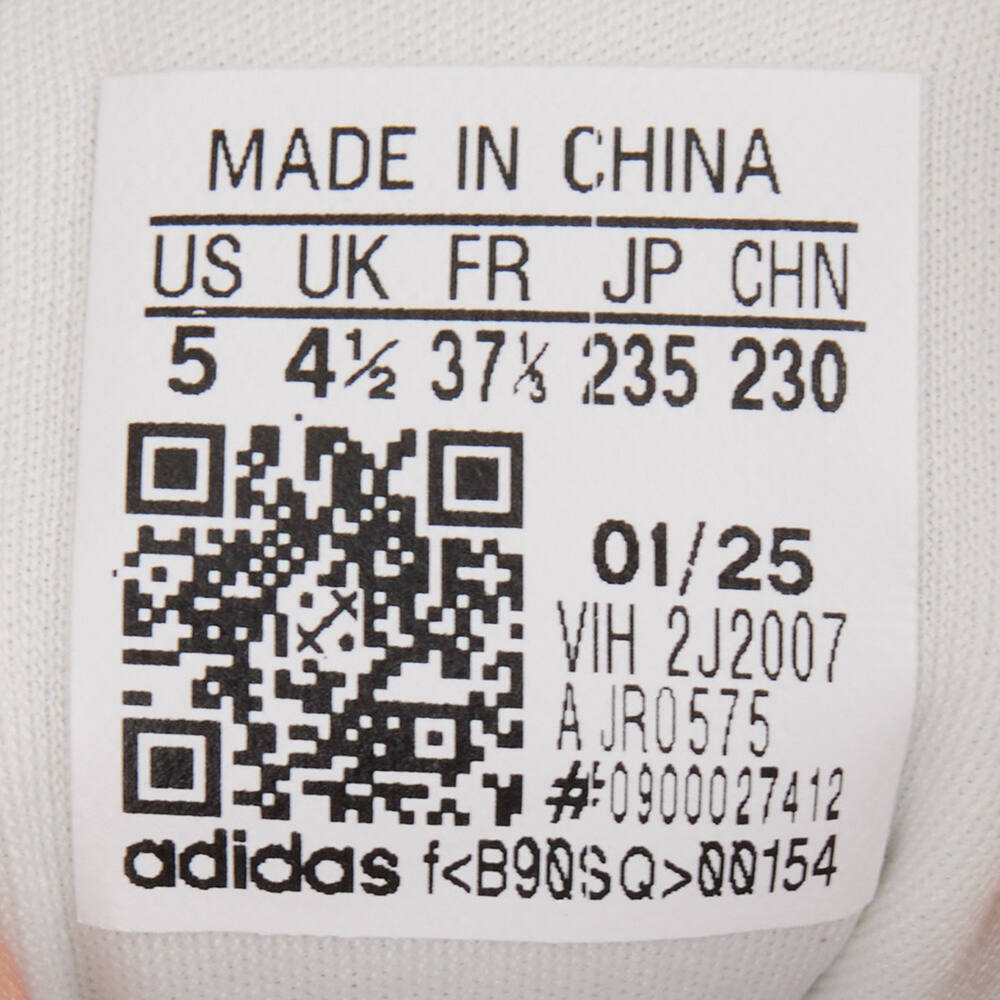 MADE IN CHINA
US UK FR JP CHN
5 4½ 37⅓ 235 230
01/25
VIH 2J2007
A JR0575
#:0900027412
adidas f<B90SQ>00154